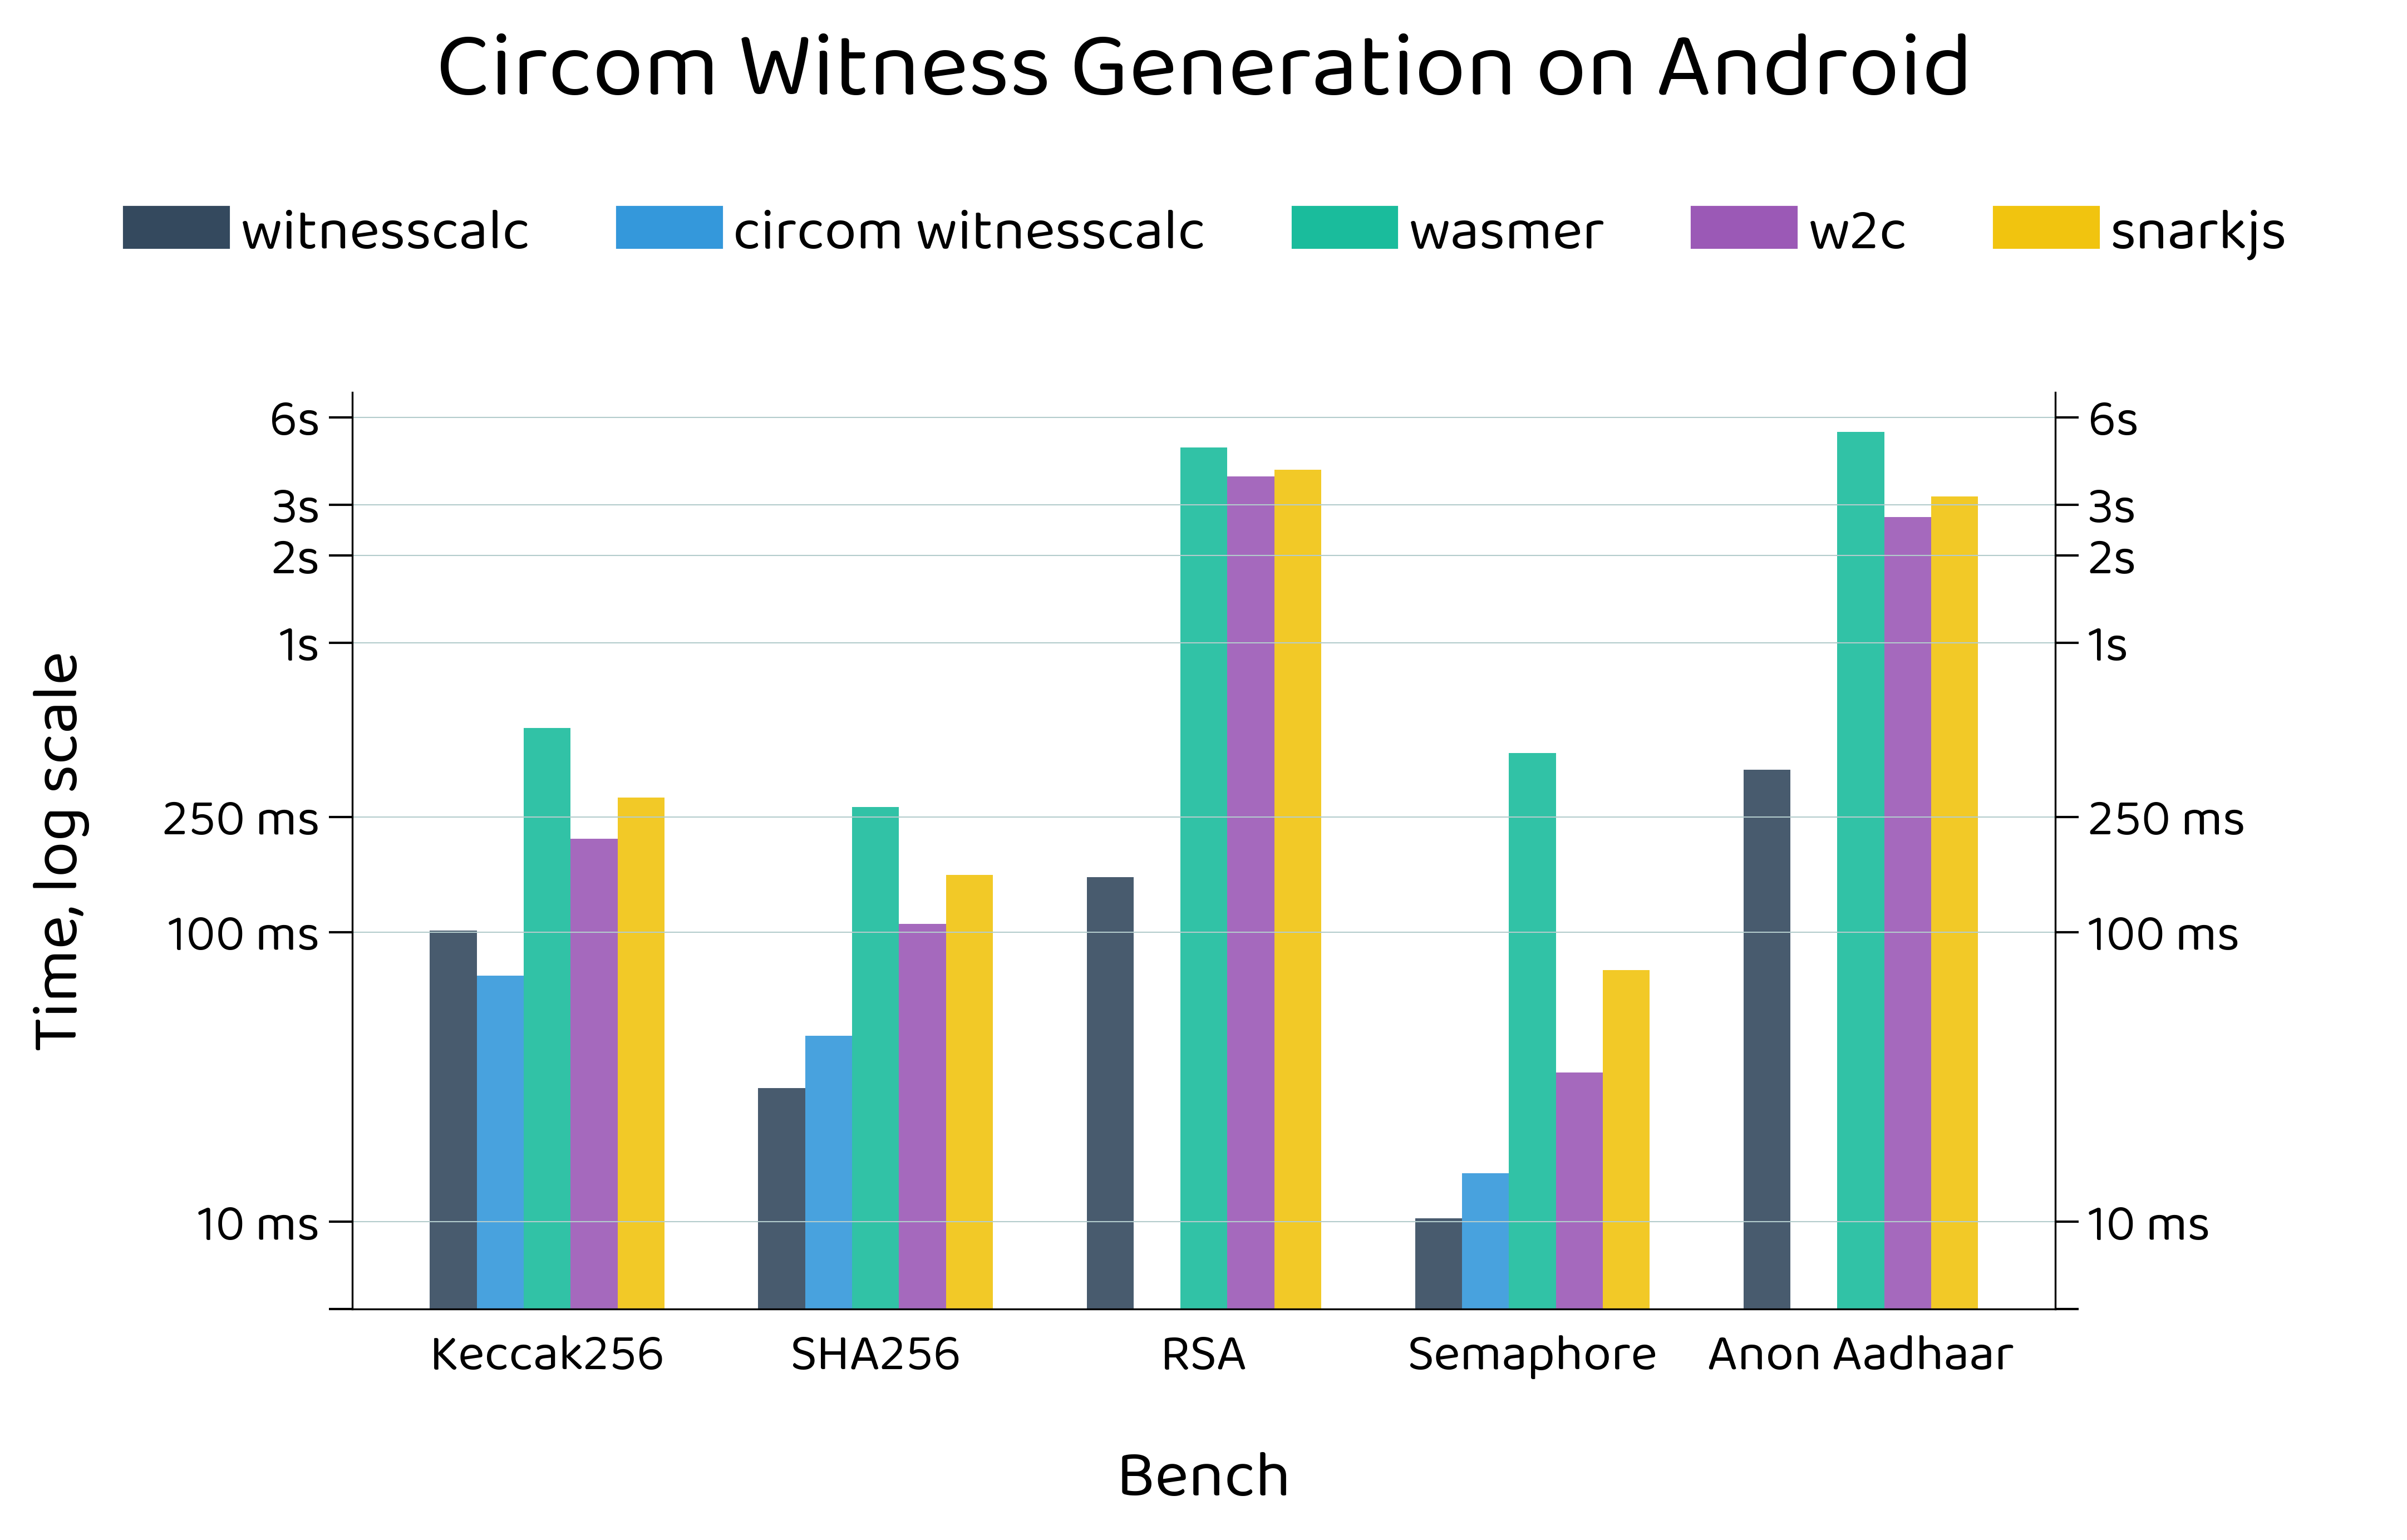 Circom Witness Generation on Android
witnesscalc circom witnesscalc wasmer w2c snarkjs
Time, log scale
6s 6s
3s 3s
2s 2s
1s 1s
250 ms 250 ms
100 ms 100 ms
10 ms 10 ms
Keccak256 SHA256 RSA Semaphore Anon Aadhaar
Bench